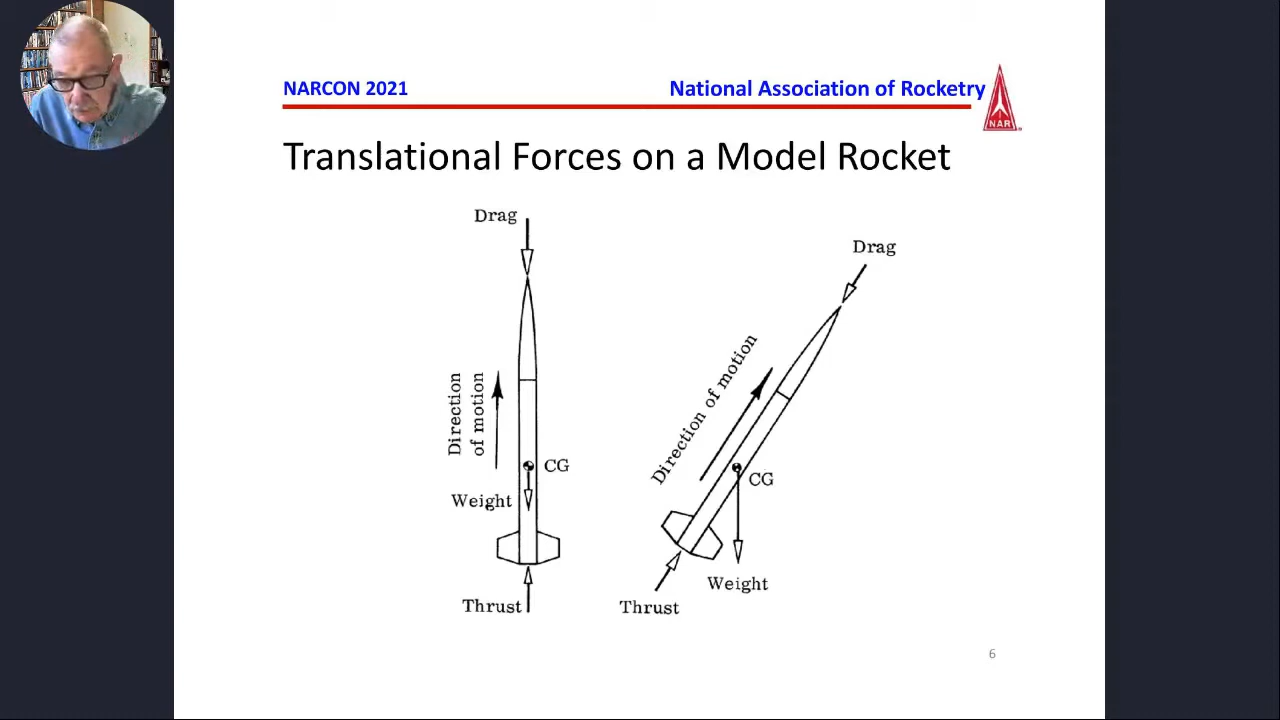 NARCON 2021
National Association of Rocketry
NAR
Translational Forces on a Model Rocket
Drag
Direction
of motion
CG
Weight
Thrust
Drag
Direction of motion
CG
Weight
Thrust
6